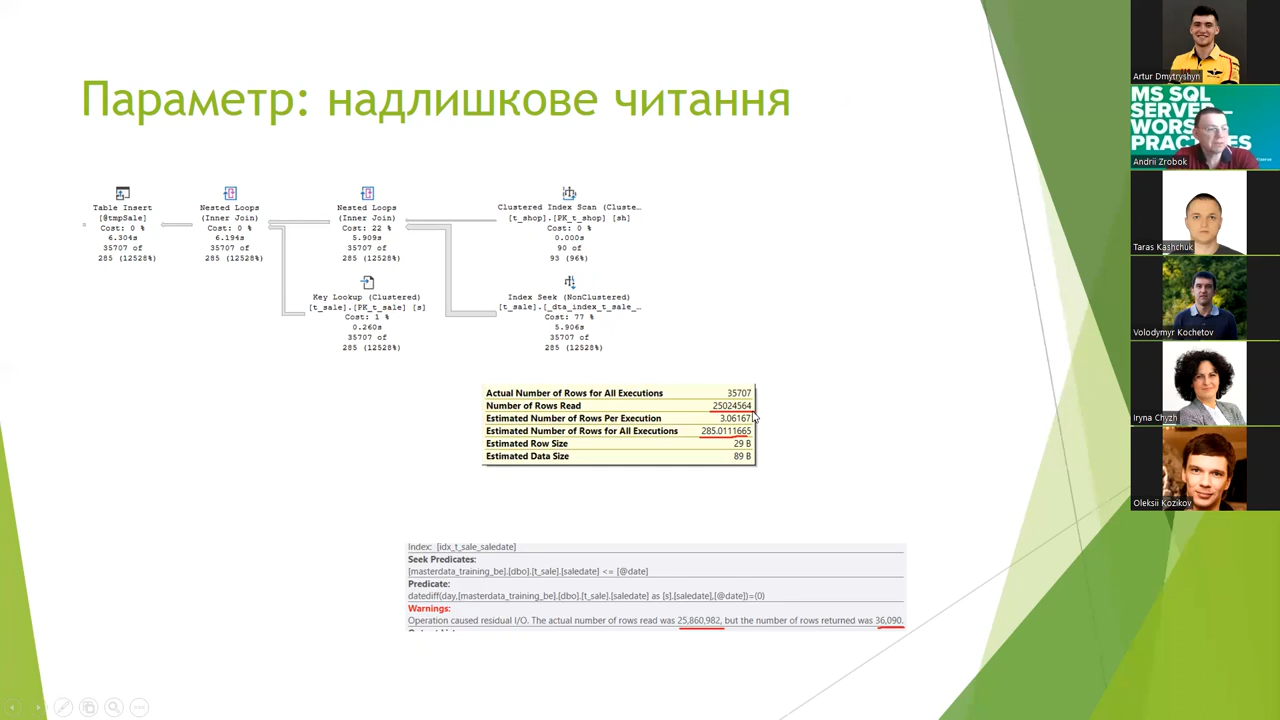 Параметр: надлишкове читання
Table Insert
[@tmpSale]
Cost: 0 %
6.304s
35707 of
285 (12528%)
Nested Loops
(Inner Join)
Cost: 0 %
6.194s
35707 of
285 (12528%)
Nested Loops
(Inner Join)
Cost: 22 %
5.909s
35707 of
285 (12528%)
Clustered Index Scan (Cluste…
[t_shop].[PK_t_shop] [sh]
Cost: 0 %
0.000s
90 of
93 (96%)
Key Lookup (Clustered)
[t_sale].[PK_t_sale] [s]
Cost: 1 %
0.260s
35707 of
285 (12528%)
Index Seek (NonClustered)
[t_sale].[_dta_index_t_sale_…
Cost: 77 %
5.906s
35707 of
285 (12528%)
Actual Number of Rows for All Executions 35707
Number of Rows Read 25024564
Estimated Number of Rows Per Execution 3.06167
Estimated Number of Rows for All Executions 285.0111665
Estimated Row Size 29 B
Estimated Data Size 89 B
Index: [idx_t_sale_saledate]
Seek Predicates:
[masterdata_training_be].[dbo].[t_sale].[saledate] <= [@date]
Predicate:
datediff(day,[masterdata_training_be].[dbo].[t_sale].[saledate] as [s].[saledate],[@date])=(0)
Warnings:
Operation caused residual I/O. The actual number of rows read was 25,860,982, but the number of rows returned was 36,090.
Artur Dmytryshyn
MS SQL
SERVER
PRACTICES
Andrii Zrobok
Taras Kashchuk
Volodymyr Kochetov
Iryna Chyzh
Oleksii Kozikov